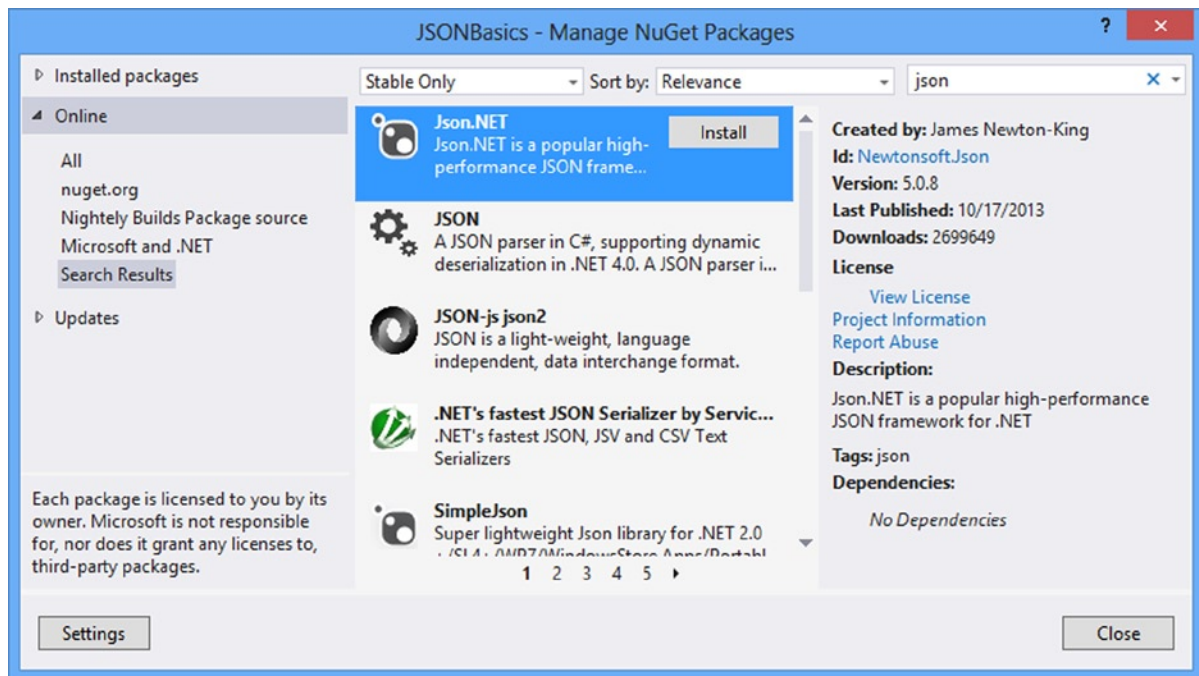 JSONBasics - Manage NuGet Packages
?
Installed packages
Online
All
nuget.org
Nightely Builds Package source
Microsoft and .NET
Search Results
Updates
Each package is licensed to you by its
owner. Microsoft is not responsible
for, nor does it grant any licenses to,
third-party packages.
Settings
Stable Only
Sort by: Relevance
Json.NET
Json.NET is a popular high-
performance JSON frame...
Install
JSON
A JSON parser in C#, supporting dynamic
deserialization in .NET 4.0. A JSON parser i...
JSON-js json2
JSON is a light-weight, language
independent, data interchange format.
.NET's fastest JSON Serializer by Servic...
.NET's fastest JSON, JSV and CSV Text
Serializers
SimpleJson
Super lightweight Json library for .NET 2.0
+/SL4+/WP7/WindowsStore Apps/Portabl
1 2 3 4 5
json
Created by: James Newton-King
Id: Newtonsoft.Json
Version: 5.0.8
Last Published: 10/17/2013
Downloads: 2699649
License
View License
Project Information
Report Abuse
Description:
Json.NET is a popular high-performance
JSON framework for .NET
Tags: json
Dependencies:
No Dependencies
Close